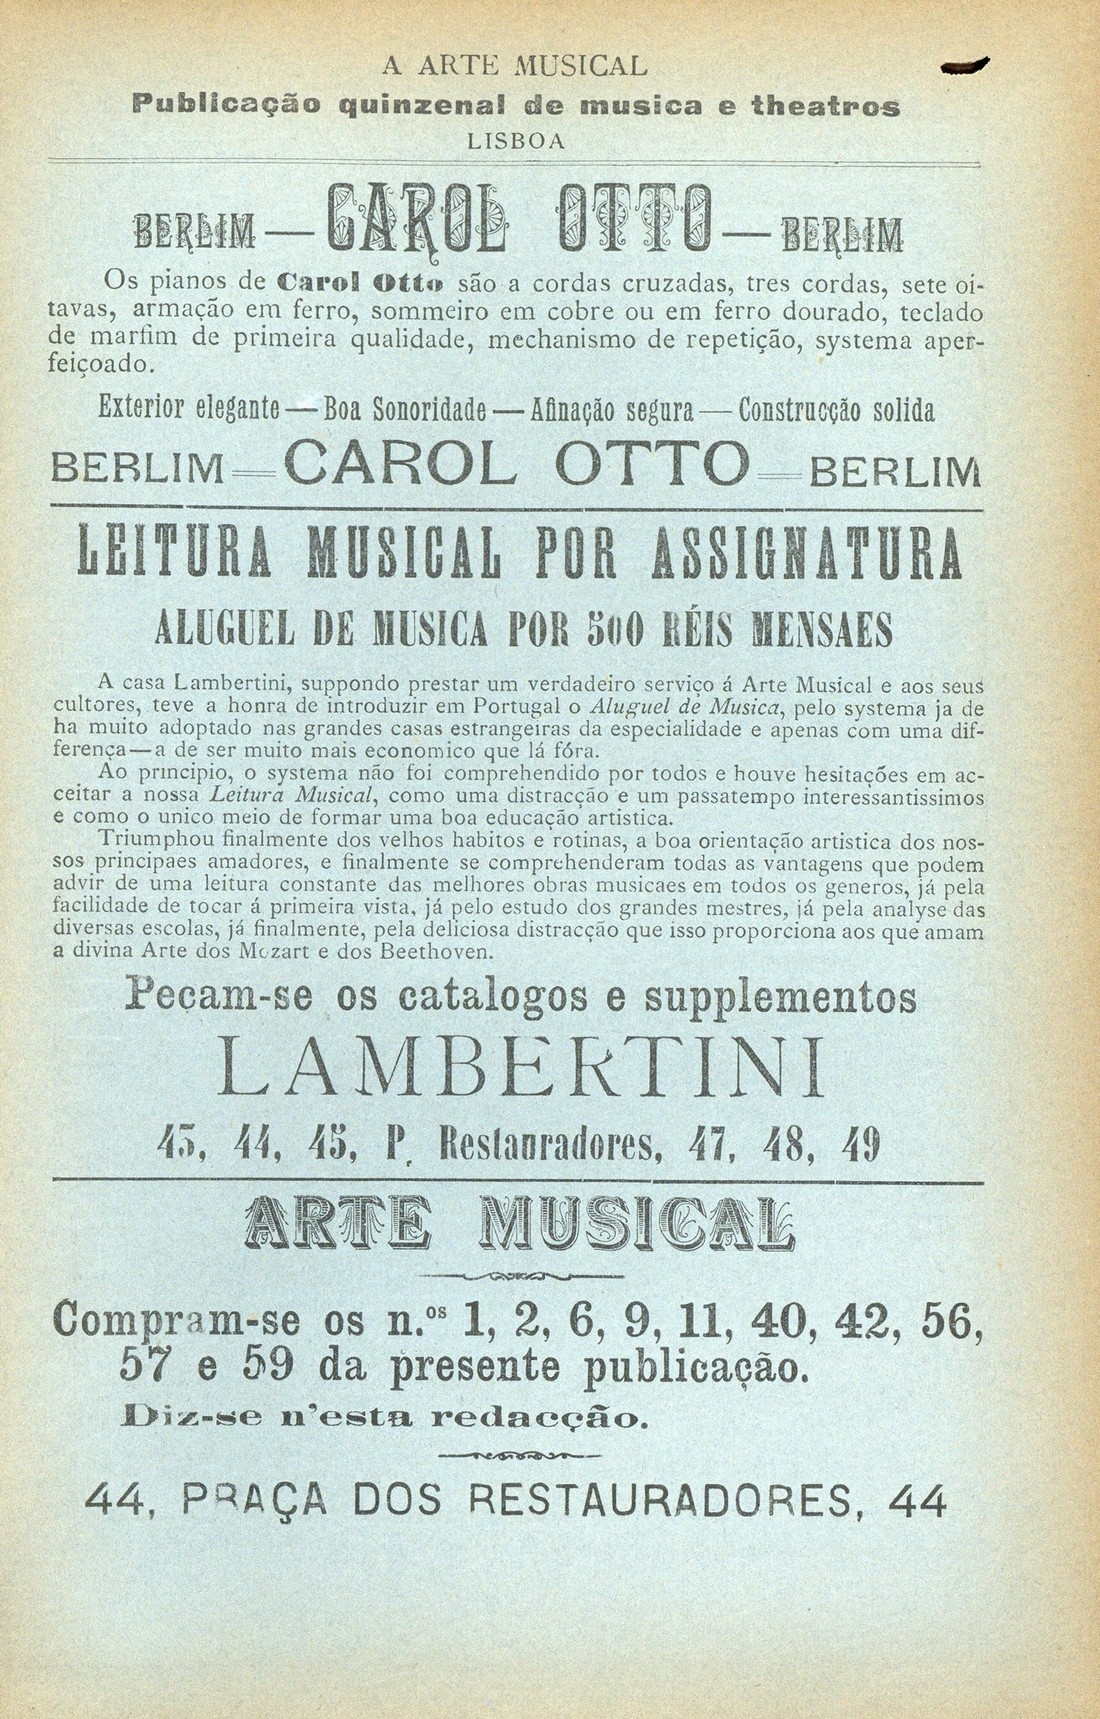 A ARTE MUSICAL
Publicação quinzenal de musica e theatros
LISBOA
BERLIM — CAROL OTTO — BERLIM
Os pianos de Carol Otto são a cordas cruzadas, tres cordas, sete oi-
tavas, armação em ferro, sommeiro em cobre ou em ferro dourado, teclado
de marfim de primeira qualidade, mechanismo de repetição, systema aper-
feiçoado.
Exterior elegante — Boa Sonoridade — Afinação segura — Construcção solida
BERLIM = CAROL OTTO = BERLIM
LEITURA MUSICAL POR ASSIGNATURA
ALUGUEL DE MUSICA POR 500 RÉIS MENSAES
A casa Lambertini, suppondo prestar um verdadeiro serviço á Arte Musical e aos seus
cultores, teve a honra de introduzir em Portugal o Aluguel de Musica, pelo systema ja de
ha muito adoptado nas grandes casas estrangeiras da especialidade e apenas com uma dif-
ferença — a de ser muito mais economico que lá fóra.
Ao principio, o systema não foi comprehendido por todos e houve hesitações em ac-
ceitar a nossa Leitura Musical, como uma distracção e um passatempo interessantissimos
e como o unico meio de formar uma boa educação artistica.
Triumphou finalmente dos velhos habitos e rotinas, a boa orientação artistica dos nos-
sos principaes amadores, e finalmente se comprehenderam todas as vantagens que podem
advir de uma leitura constante das melhores obras musicaes em todos os generos, já pela
facilidade de tocar á primeira vista, já pelo estudo dos grandes mestres, já pela analyse das
diversas escolas, já finalmente, pela deliciosa distracção que isso proporciona aos que amam
a divina Arte dos Mozart e dos Beethoven.
Peçam-se os catalogos e supplementos
LAMBERTINI
43, 44, 45, P. Restauradores, 47, 48, 49
ARTE MUSICAL
Compram-se os n.os 1, 2, 6, 9, 11, 40, 42, 56,
57 e 59 da presente publicação.
Diz-se n'esta redacção.
44, PRAÇA DOS RESTAURADORES, 44